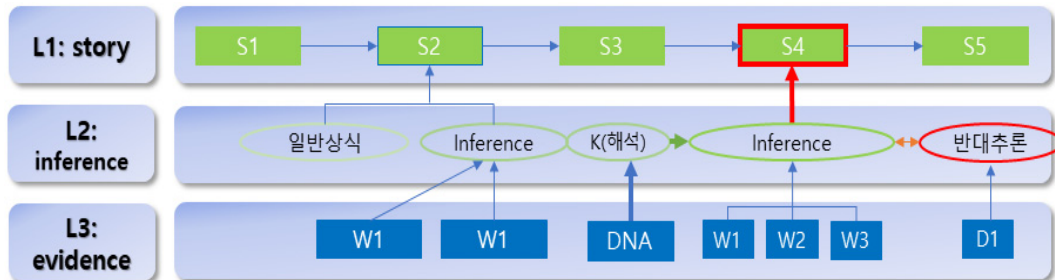 L1: story
S1
S2
S3
S4
S5
L2:
inference
일반상식
Inference
K(해석)
Inference
반대추론
L3:
evidence
W1
W1
DNA
W1
W2
W3
D1